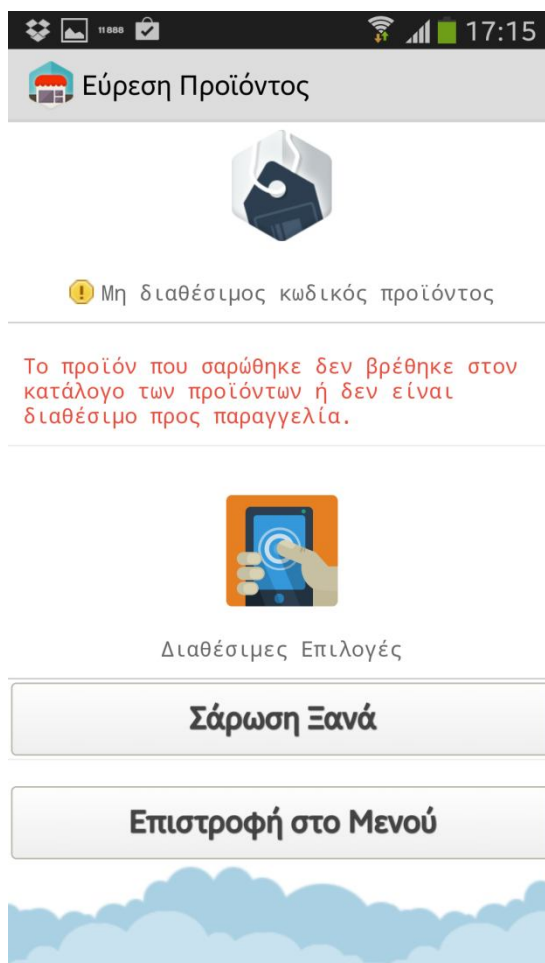 11888
17:15
Εύρεση Προϊόντος
Μη διαθέσιμος κωδικός προϊόντος
Το προϊόν που σαρώθηκε δεν βρέθηκε στον
κατάλογο των προϊόντων ή δεν είναι
διαθέσιμο προς παραγγελία.
Διαθέσιμες Επιλογές
Σάρωση Ξανά
Επιστροφή στο Μενού